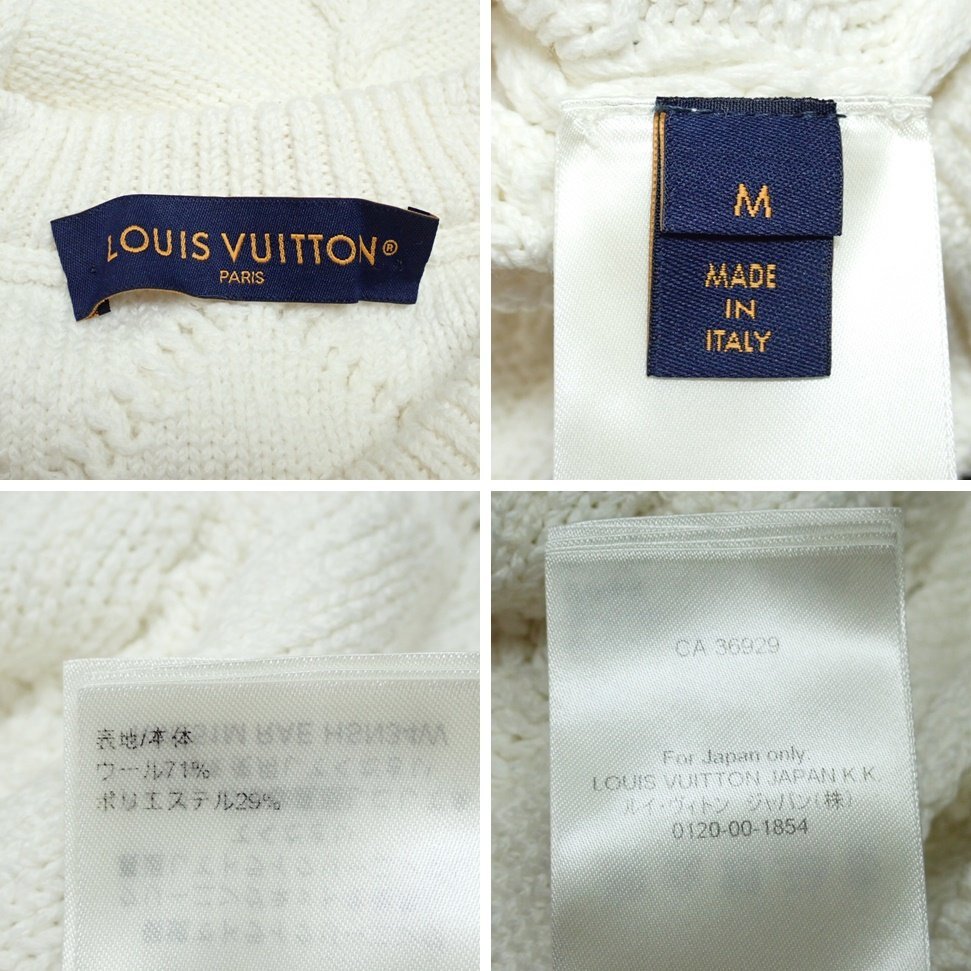 LOUIS VUITTON®
PARIS
M
MADE
IN
ITALY
表地/本体
ウール71%
ポリエステル29%
CA 36929
For Japan only
LOUIS VUITTON JAPAN K K
ルイ ヴィトン ジャパン(株)
0120-00-1854